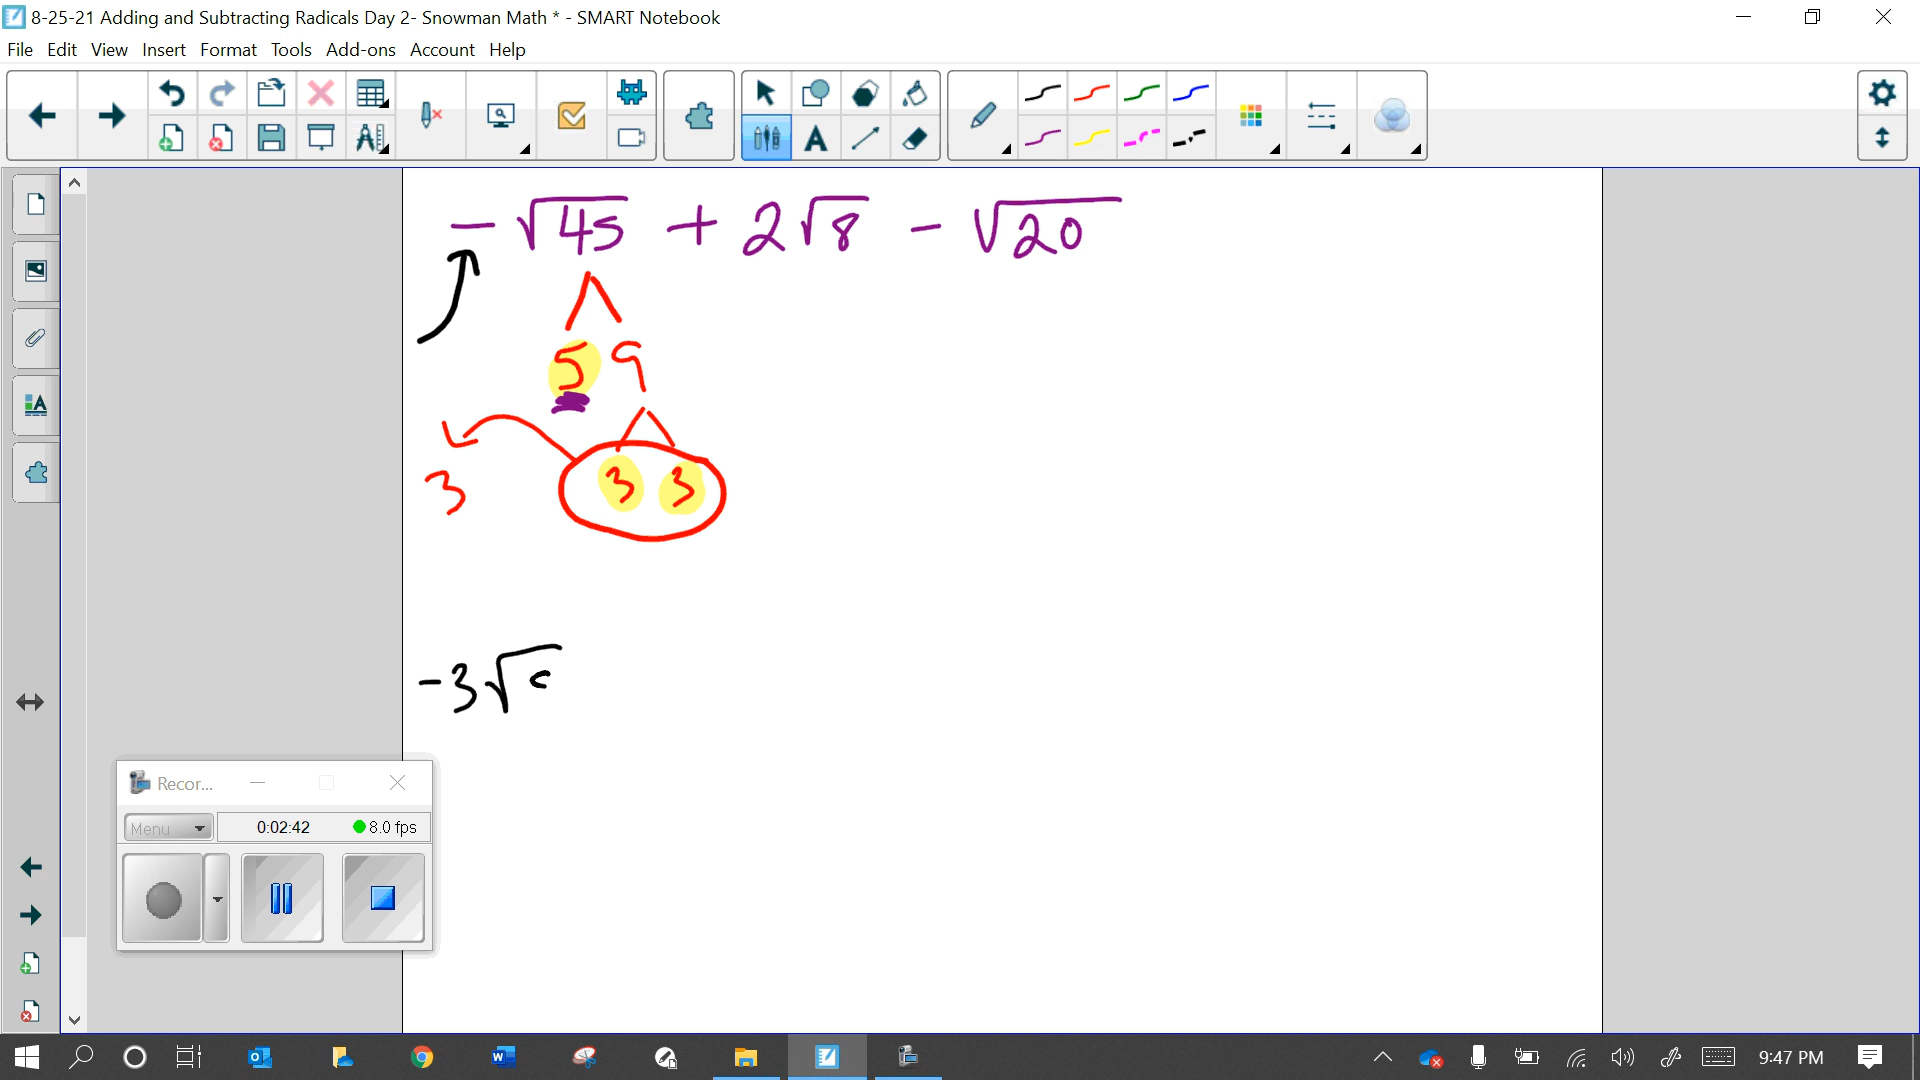 8-25-21 Adding and Subtracting Radicals Day 2- Snowman Math * - SMART Notebook
File Edit View Insert Format Tools Add-ons Account Help
-√45 + 2√8 - √20
5 9
3 3 3
-3√
Recor...
Menu 0:02:42 8.0 fps
9:47 PM